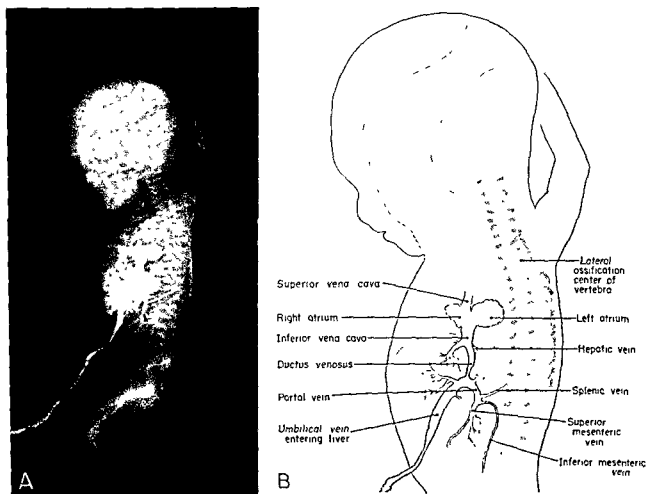 A
B
Superior vena cava
Right atrium
Inferior vena cava
Ductus venosus
Portal vein
Umbilical vein
entering liver
Lateral
ossification
center of
vertebra
Left atrium
Hepatic vein
Splenic vein
Superior
mesenteric
vein
Inferior mesenteric
vein